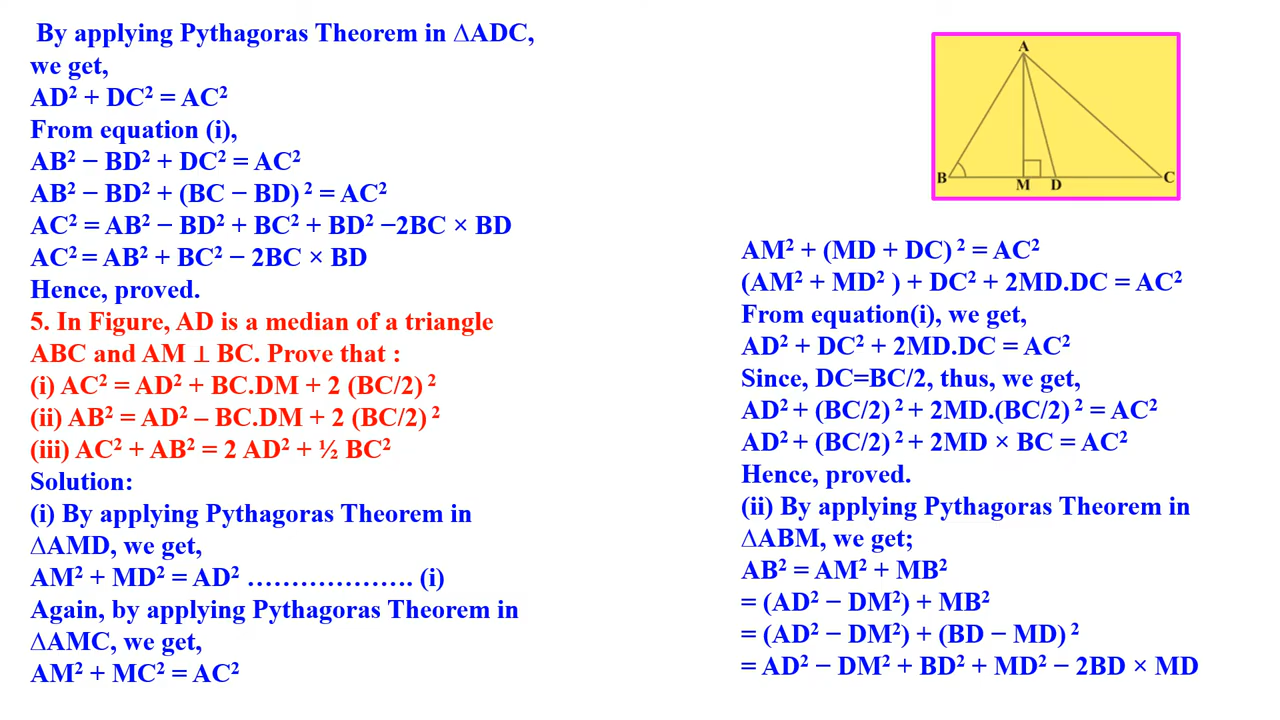 By applying Pythagoras Theorem in ∆ADC,
we get,
AD² + DC² = AC²
From equation (i),
AB² − BD² + DC² = AC²
AB² − BD² + (BC − BD) ² = AC²
AC² = AB² − BD² + BC² + BD² −2BC × BD
AC² = AB² + BC² − 2BC × BD
Hence, proved.
5. In Figure, AD is a median of a triangle
ABC and AM ⊥ BC. Prove that :
(i) AC² = AD² + BC.DM + 2 (BC/2) ²
(ii) AB² = AD² – BC.DM + 2 (BC/2) ²
(iii) AC² + AB² = 2 AD² + ½ BC²
Solution:
(i) By applying Pythagoras Theorem in
∆AMD, we get,
AM² + MD² = AD² …………………. (i)
Again, by applying Pythagoras Theorem in
∆AMC, we get,
AM² + MC² = AC²
A
B M D C
AM² + (MD + DC) ² = AC²
(AM² + MD² ) + DC² + 2MD.DC = AC²
From equation(i), we get,
AD² + DC² + 2MD.DC = AC²
Since, DC=BC/2, thus, we get,
AD² + (BC/2) ² + 2MD.(BC/2) ² = AC²
AD² + (BC/2) ² + 2MD × BC = AC²
Hence, proved.
(ii) By applying Pythagoras Theorem in
∆ABM, we get;
AB² = AM² + MB²
= (AD² − DM²) + MB²
= (AD² − DM²) + (BD − MD) ²
= AD² − DM² + BD² + MD² − 2BD × MD